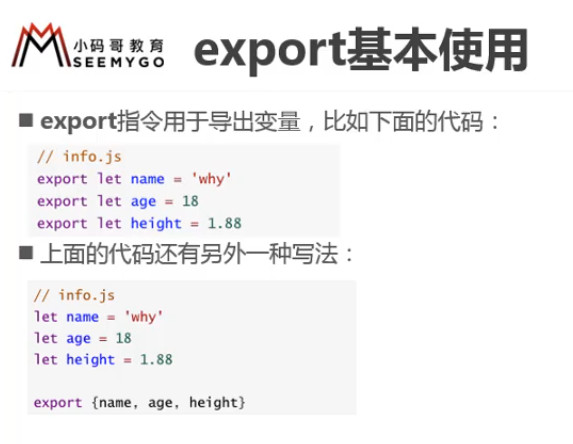 小码哥教育
SEEMYGO
export基本使用
■ export指令用于导出变量，比如下面的代码：
// info.js
export let name = 'why'
export let age = 18
export let height = 1.88
■ 上面的代码还有另外一种写法：
// info.js
let name = 'why'
let age = 18
let height = 1.88
export {name, age, height}